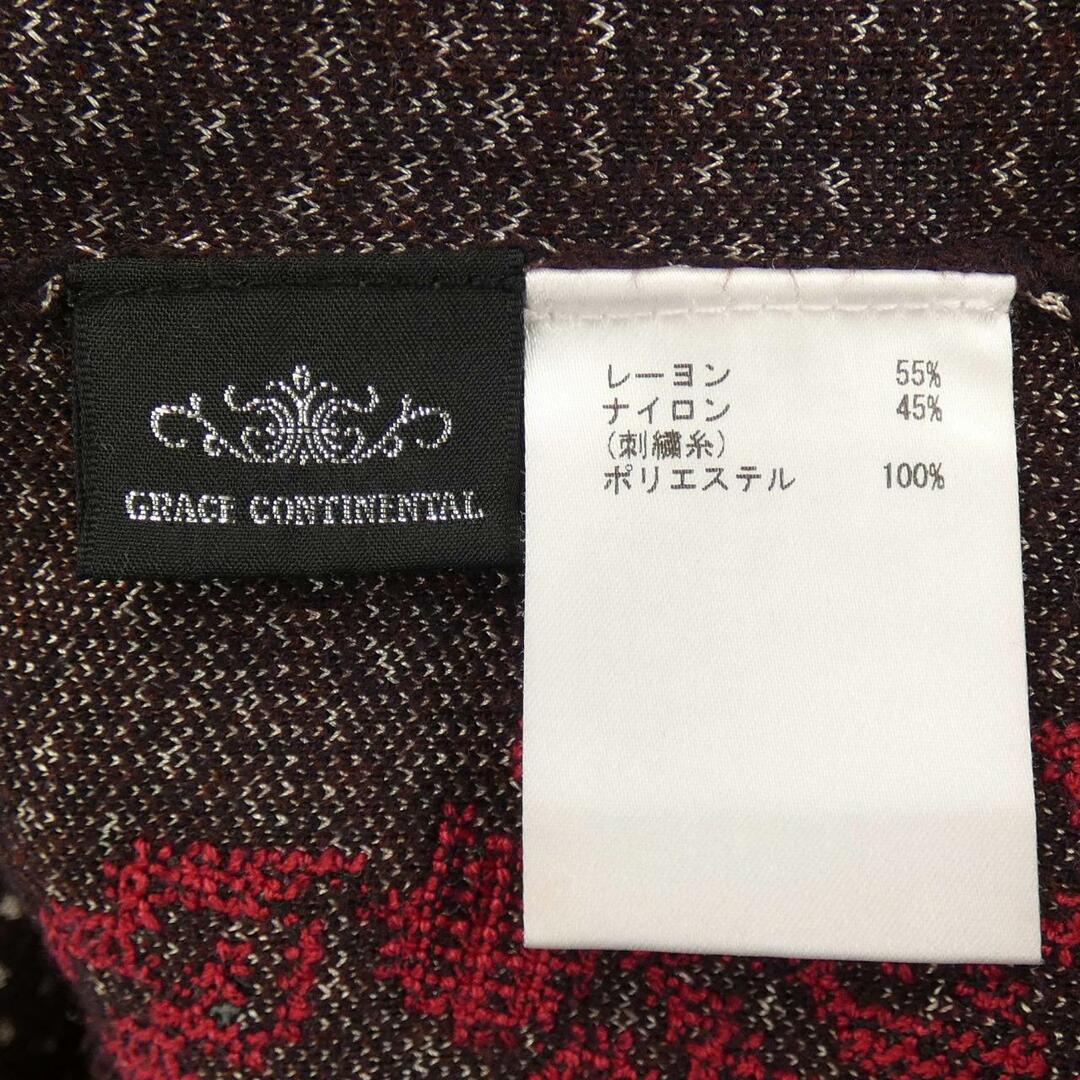 GRACE CONTINENTAL
レーヨン 55%
ナイロン 45%
(刺繍糸)
ポリエステル 100%